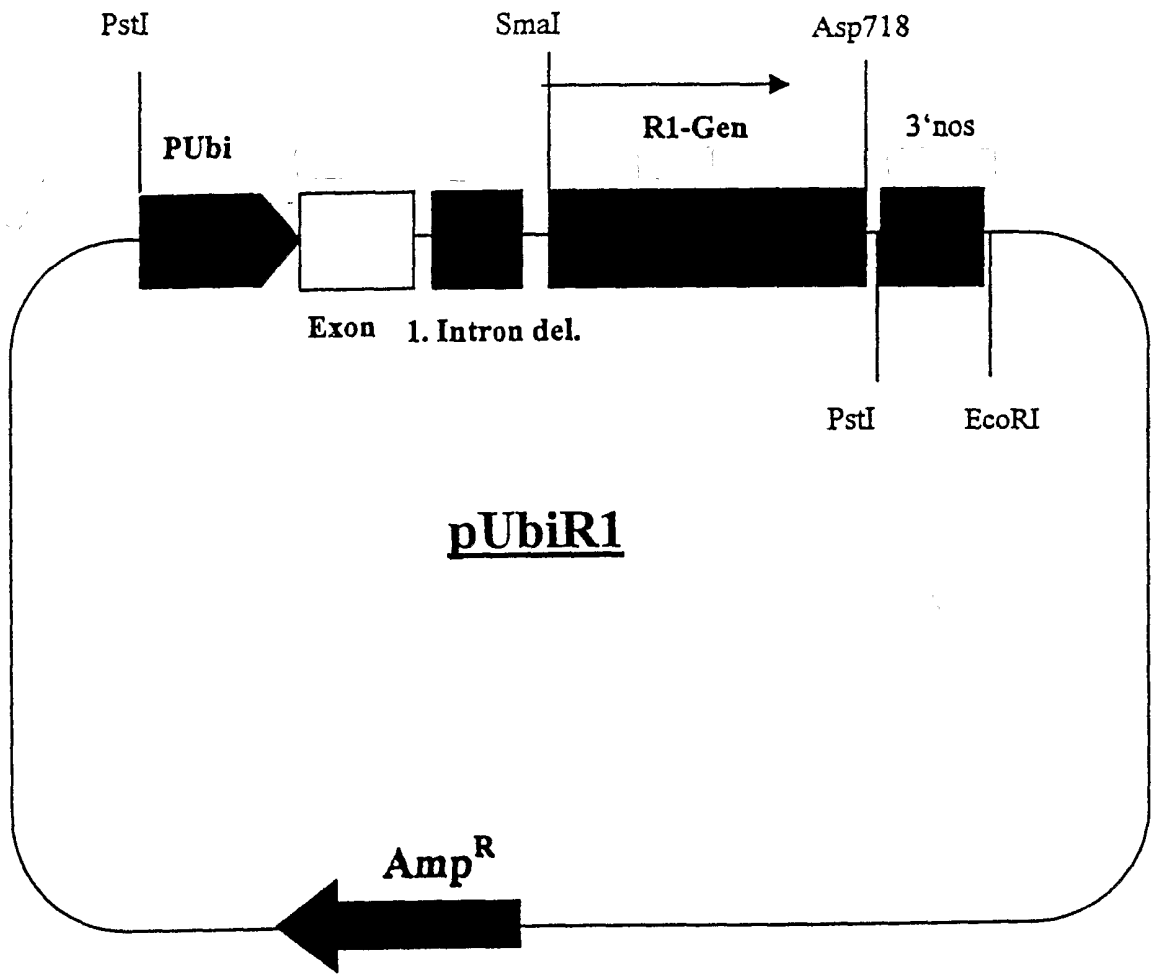 PstI
SmaI
Asp718
R1-Gen
3‘nos
PUbi
Exon
1. Intron del.
PstI
EcoRI
pUbiR1
Amp^R